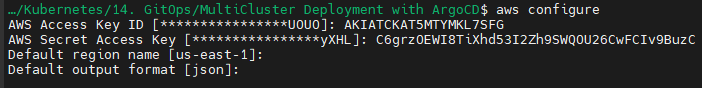 …/Kubernetes/14. GitOps/MultiCluster Deployment with ArgoCD$ aws configure
AWS Access Key ID [****************UOUO]: AKIATCKAT5MTYMKL7SFG
AWS Secret Access Key [****************yXHL]: 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
Default region name [us-east-1]:
Default output format [json]: